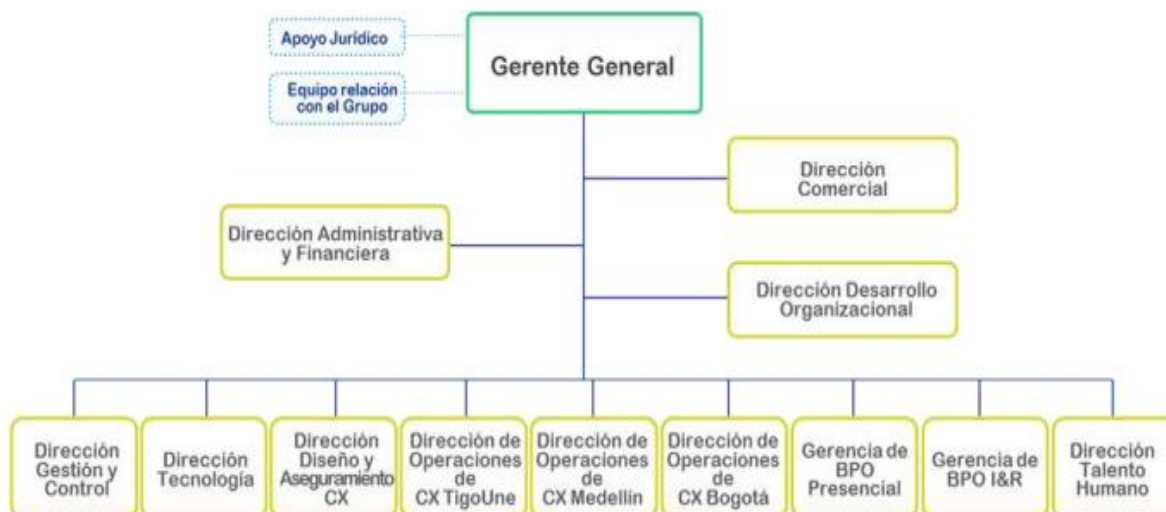 Apoyo Jurídico
Gerente General
Equipo relación
con el Grupo
Dirección
Comercial
Dirección Administrativa
y Financiera
Dirección Desarrollo
Organizacional
Dirección
Gestión y
Control
Dirección
Tecnología
Dirección
Diseño y
Aseguramiento
CX
Dirección de
Operaciones
de
CX TigoUne
Dirección de
Operaciones
de
CX Medellín
Dirección de
Operaciones
de
CX Bogotá
Gerencia de
BPO
Presencial
Gerencia de
BPO I&R
Dirección
Talento
Humano